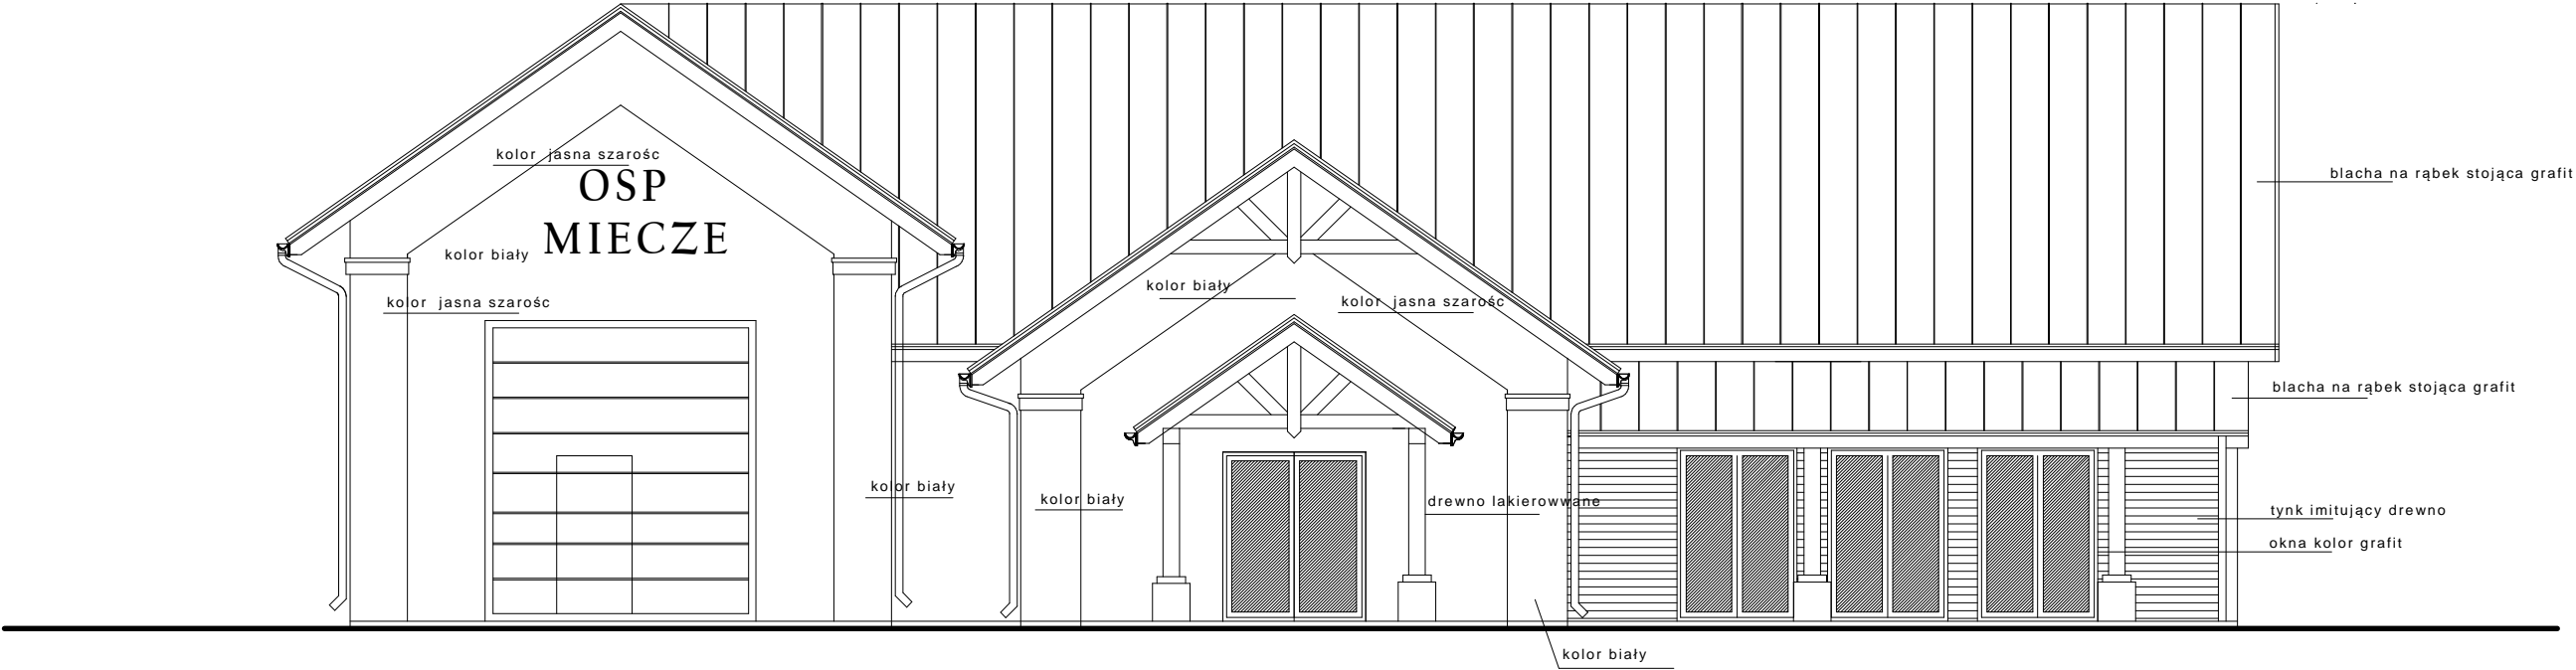 kolor jasna szarośc
OSP
MIECZE
kolor biały
kolor jasna szarośc
kolor biały
kolor jasna szarośc
kolor biały
kolor biały
drewno lakierowwane
kolor biały
blacha na rąbek stojąca grafit
blacha na rąbek stojąca grafit
tynk imitujący drewno
okna kolor grafit